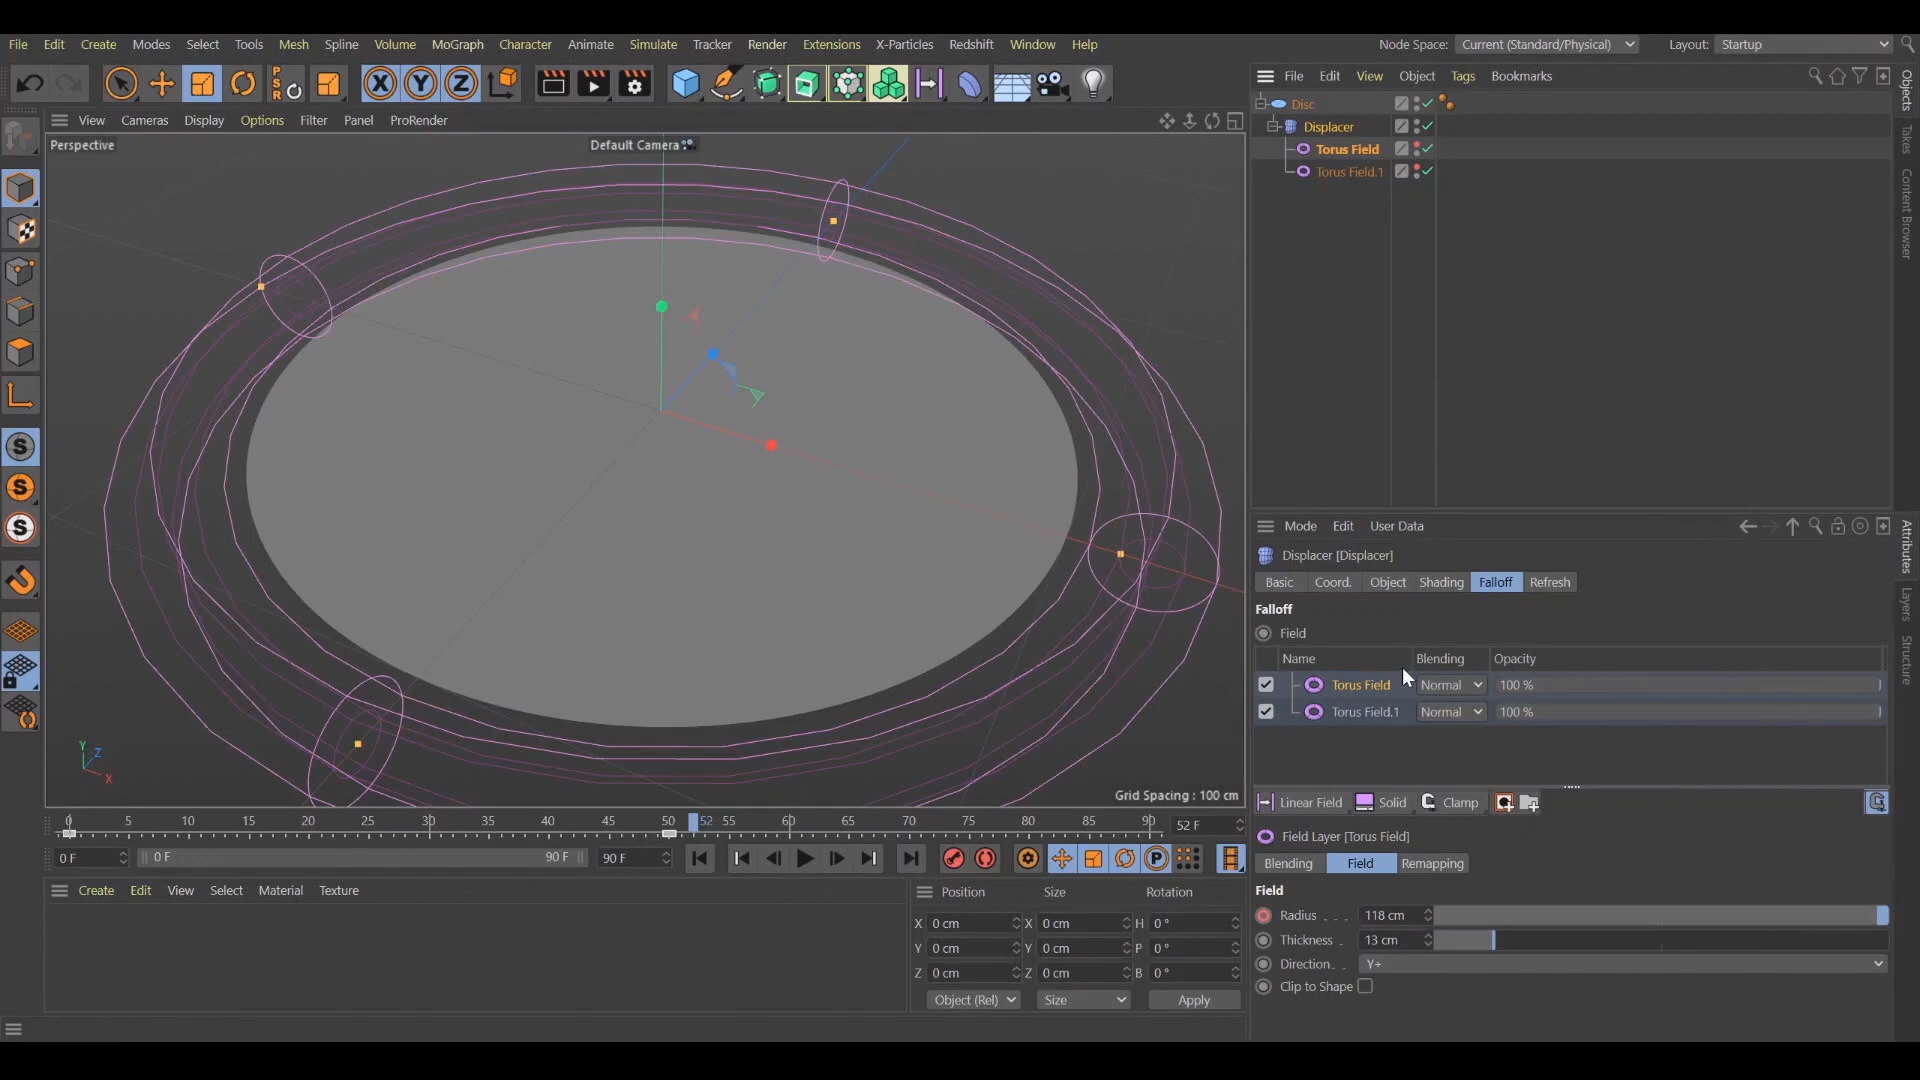 File Edit Create Modes Select Tools Mesh Spline Volume MoGraph Character Animate Simulate Tracker Render Extensions X-Particles Redshift Window Help Node Space: Current (Standard/Physical) Layout: Startup
File Edit View Object Tags Bookmarks
PSR X Y Z
View Cameras Display Options Filter Panel ProRender
Perspective
Default Camera
Disc
Displacer
Torus Field
Torus Field.1
Objects
Takes
Content Browser
S
S
S
Y Z
X
Grid Spacing : 100 cm
Mode Edit User Data
Displacer [Displacer]
Basic Coord. Object Shading Falloff Refresh
Falloff
Field
Name Blending Opacity
Torus Field Normal 100 %
Torus Field.1 Normal 100 %
Linear Field Solid Clamp
Field Layer [Torus Field]
Blending Field Remapping
Field
Radius 118 cm
Thickness 13 cm
Direction Y+
Clip to Shape
Attributes
Layers
Structure
0 5 10 15 20 25 30 35 40 45 50 52 55 60 65 70 75 80 85 90 52 F
0 F 0 F 90 F 90 F P
Create Edit View Select Material Texture
Position Size Rotation
X 0 cm X 0 cm H 0 °
Y 0 cm Y 0 cm P 0 °
Z 0 cm Z 0 cm B 0 °
Object (Rel) Size Apply